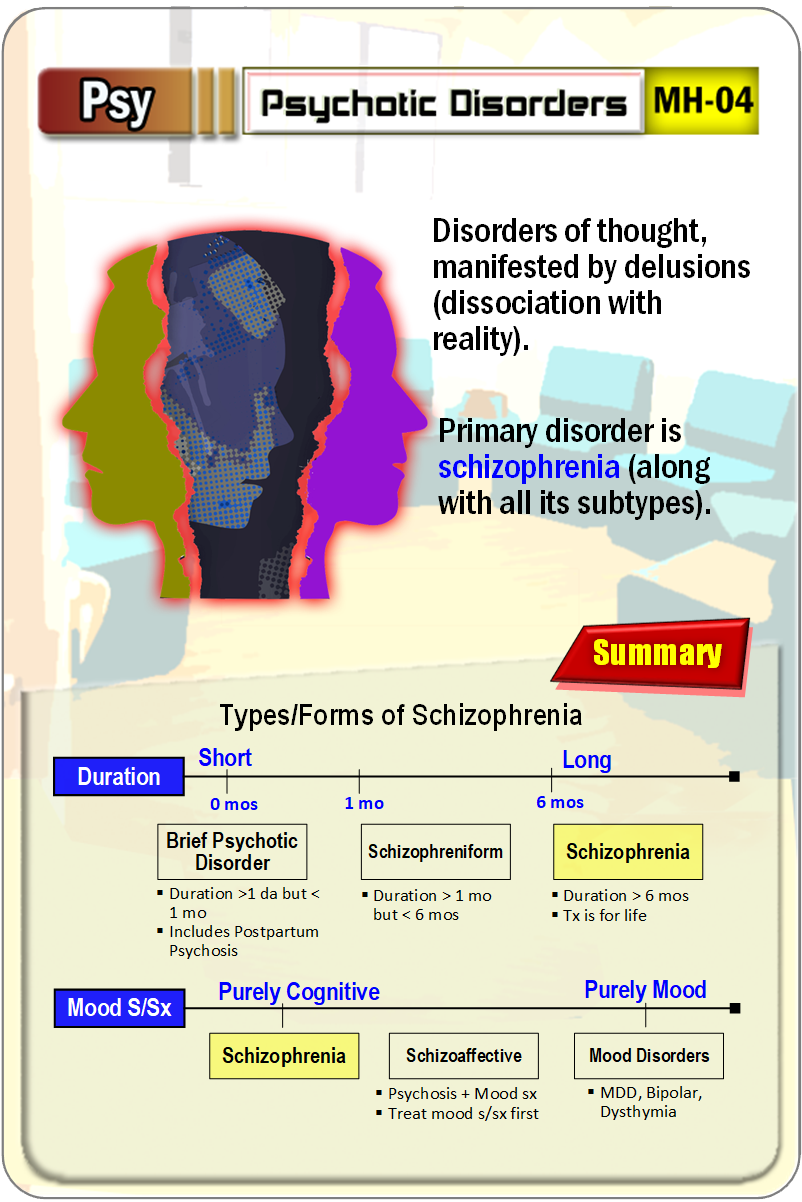 Psy
Psychotic Disorders
MH-04
Disorders of thought,
manifested by delusions
(dissociation with
reality).
Primary disorder is
schizophrenia (along
with all its subtypes).
Summary
Types/Forms of Schizophrenia
Duration
Short
Long
0 mos
1 mo
6 mos
Brief Psychotic
Disorder
▪ Duration >1 da but <
1 mo
▪ Includes Postpartum
Psychosis
Schizophreniform
▪ Duration > 1 mo
but < 6 mos
Schizophrenia
▪ Duration > 6 mos
▪ Tx is for life
Mood S/Sx
Purely Cognitive
Purely Mood
Schizophrenia
Schizoaffective
▪ Psychosis + Mood sx
▪ Treat mood s/sx first
Mood Disorders
▪ MDD, Bipolar,
Dysthymia